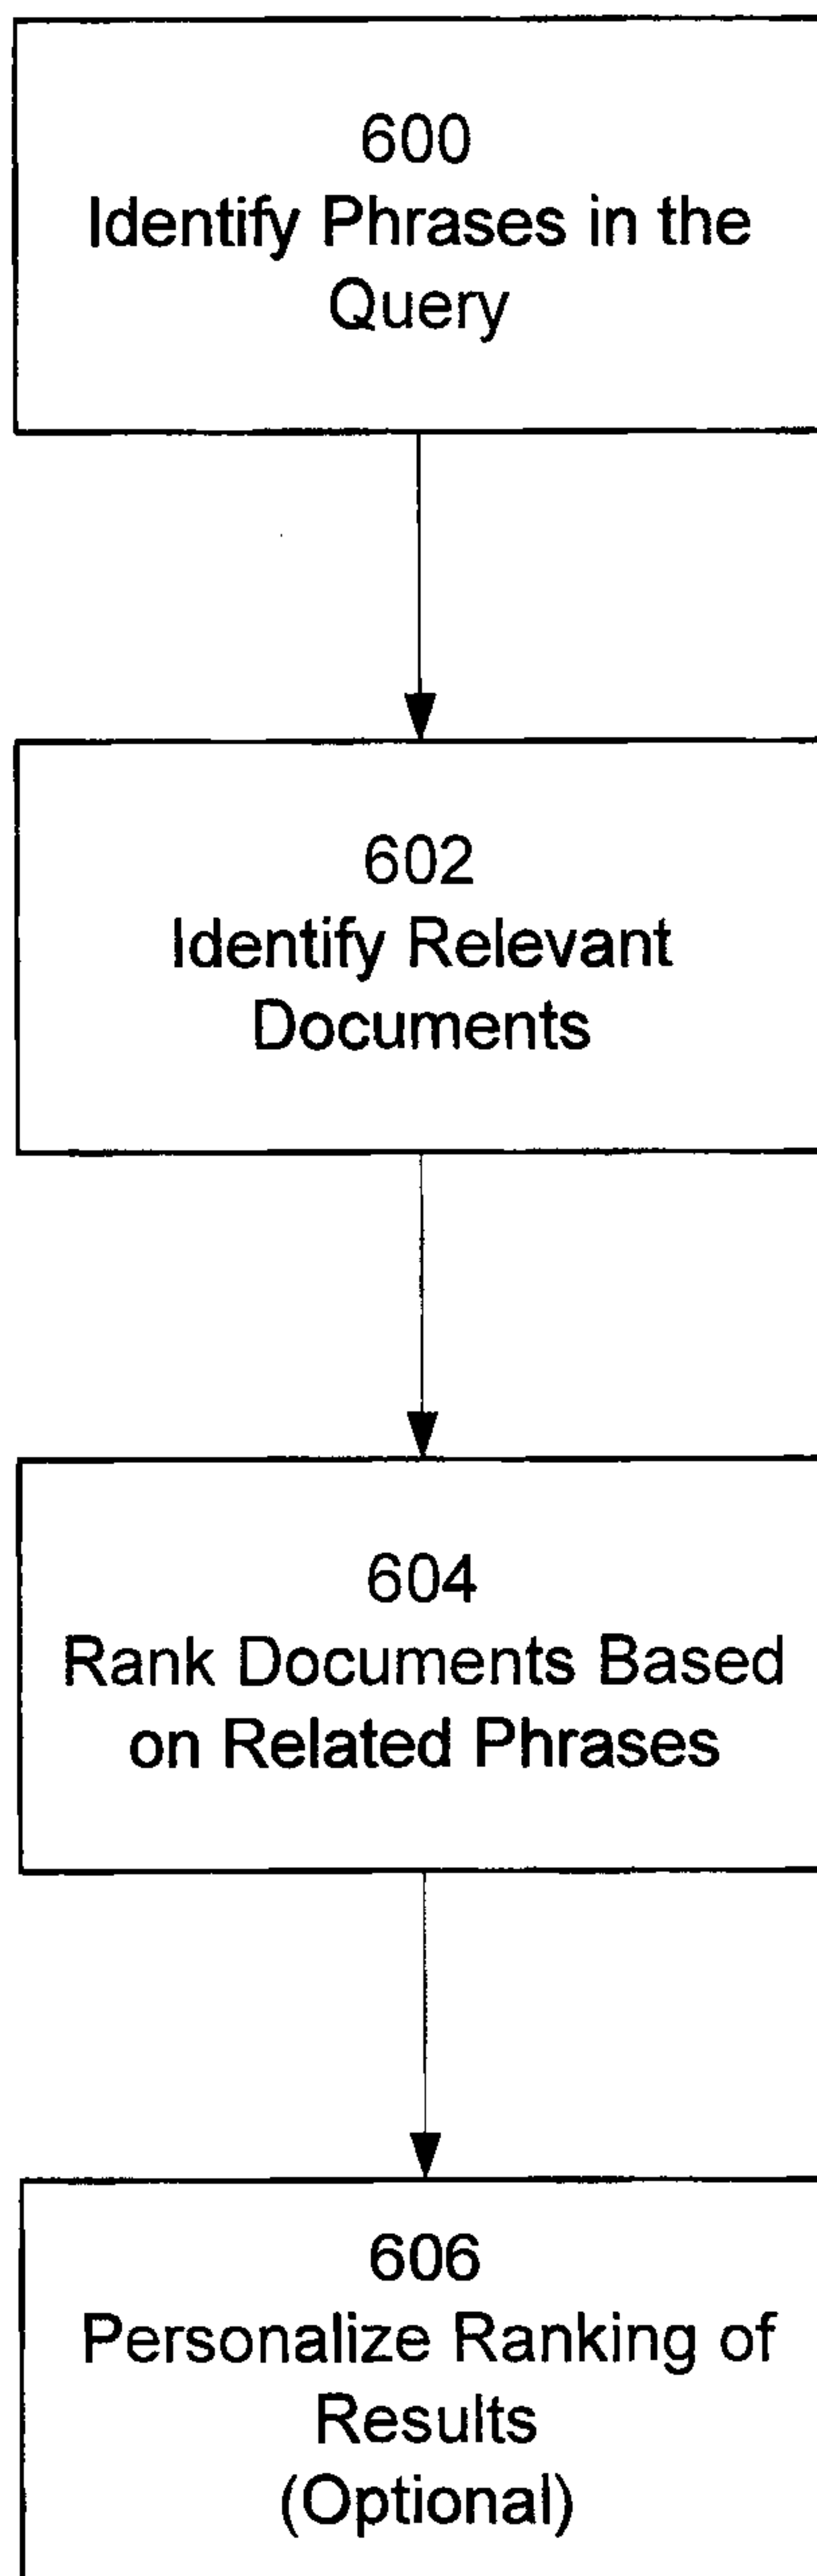 600
Identify Phrases in the
Query
602
Identify Relevant
Documents
604
Rank Documents Based
on Related Phrases
606
Personalize Ranking of
Results
(Optional)